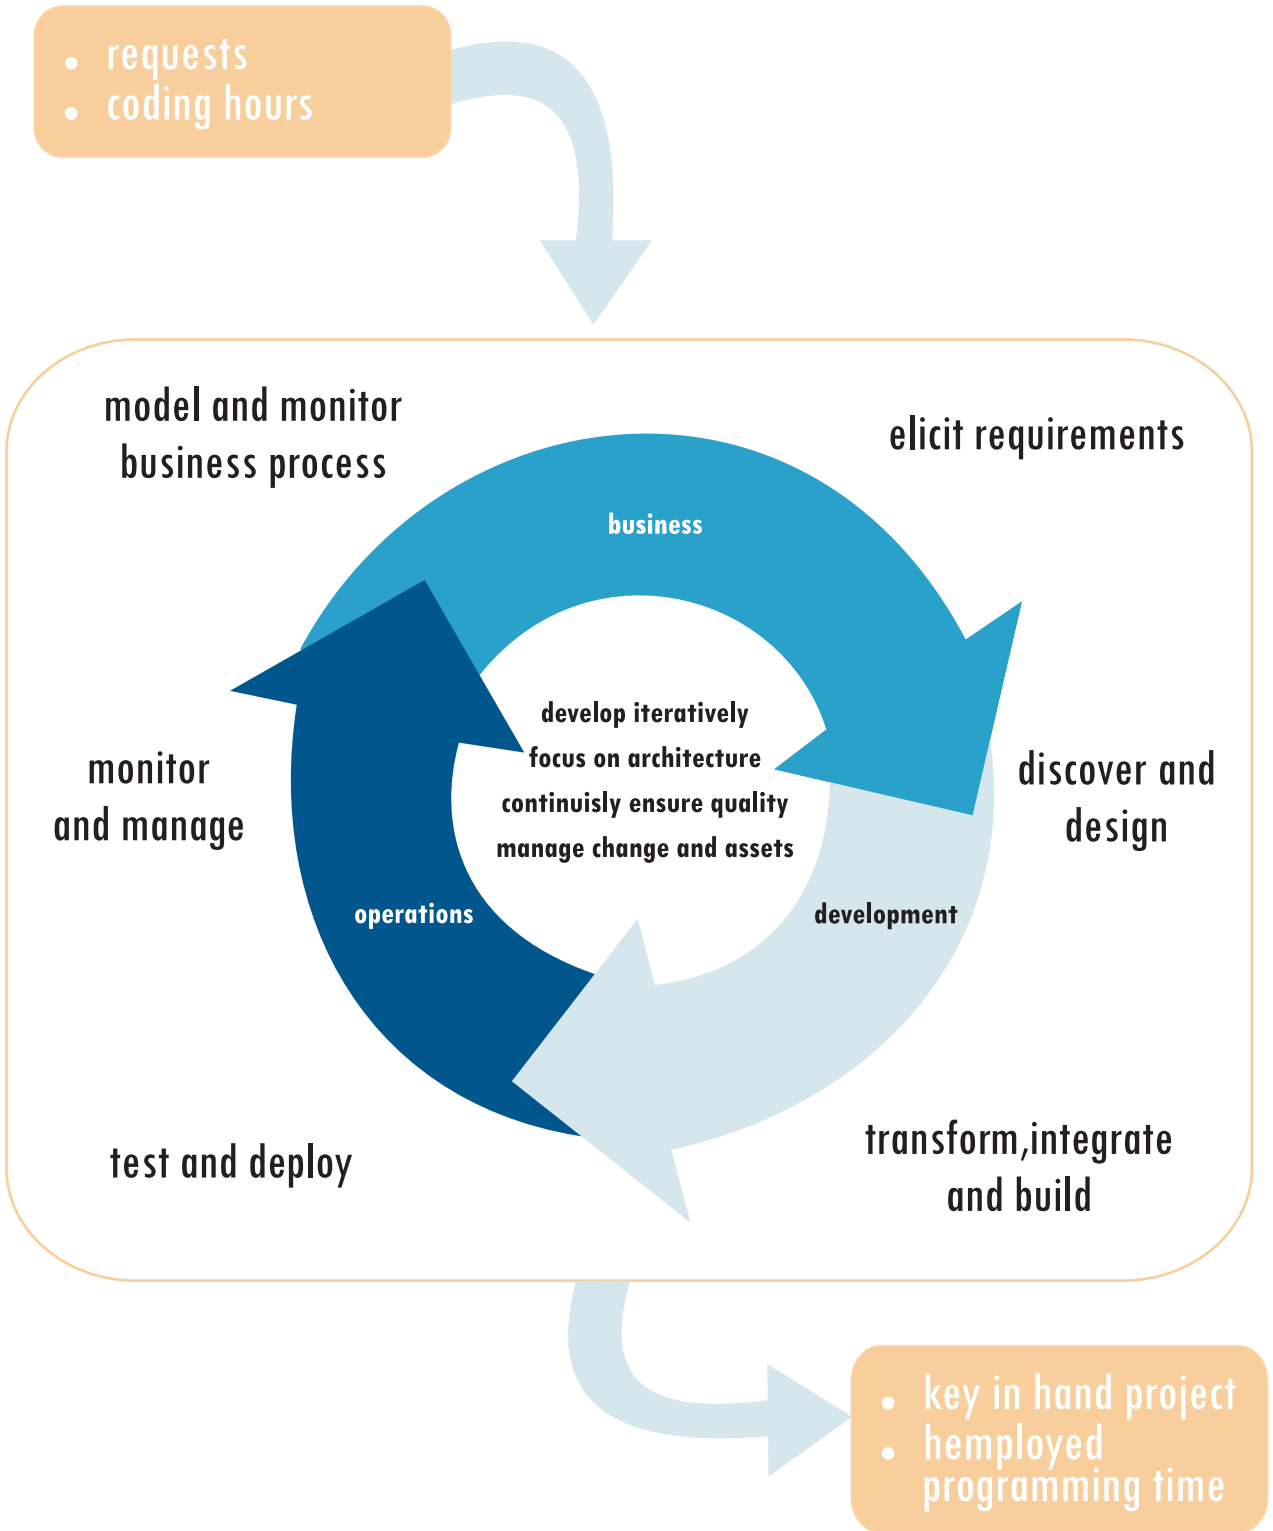 requests
coding hours
model and monitor
business process
elicit requirements
business
develop iteratively
focus on architecture
continuisly ensure quality
manage change and assets
monitor
and manage
discover and
design
operations
development
test and deploy
transform,integrate
and build
key in hand project
hemployed
programming time